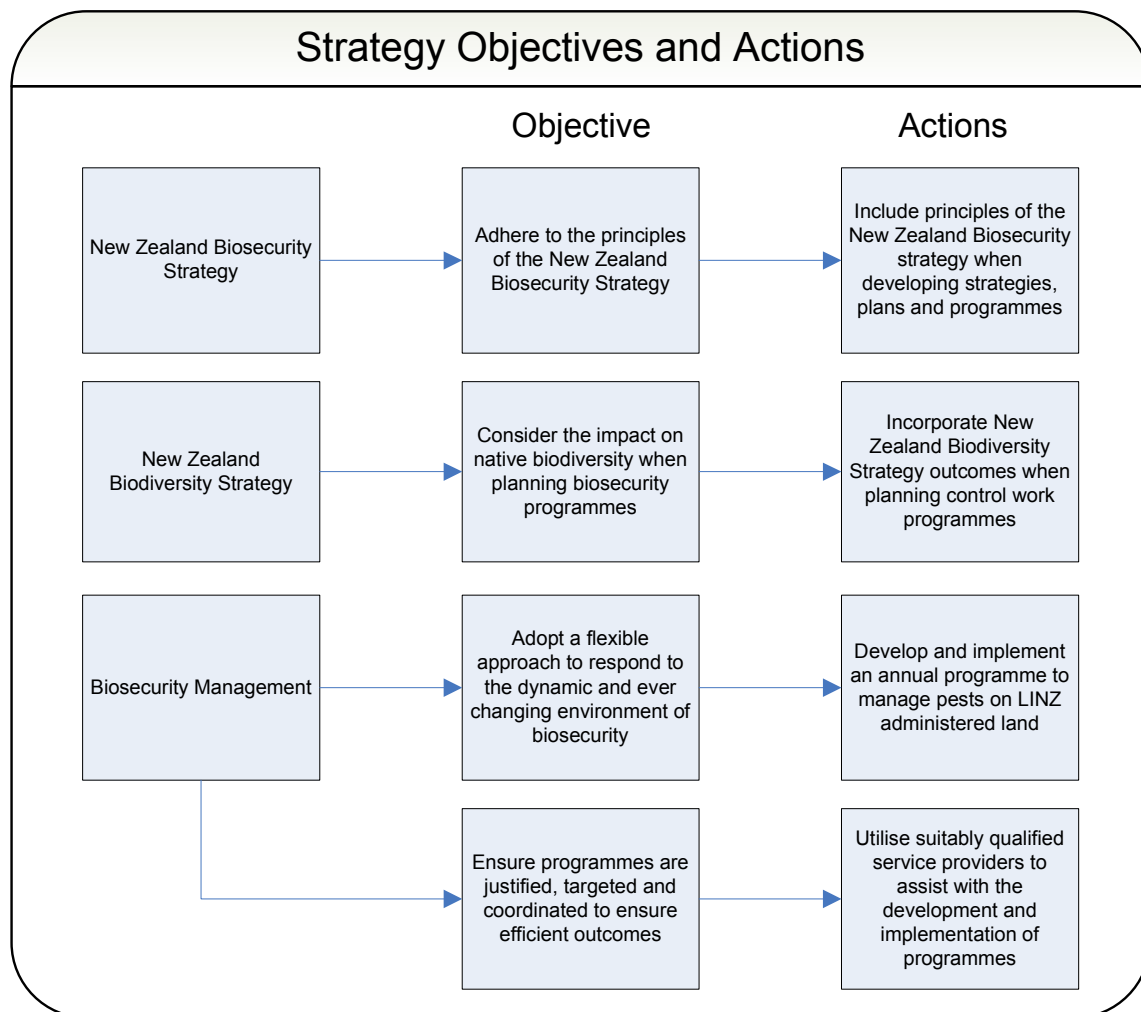 Strategy Objectives and Actions
Objective
Actions
New Zealand Biosecurity
Strategy
Adhere to the principles
of the New Zealand
Biosecurity Strategy
Include principles of the
New Zealand Biosecurity
strategy when
developing strategies,
plans and programmes
New Zealand
Biodiversity Strategy
Consider the impact on
native biodiversity when
planning biosecurity
programmes
Incorporate New
Zealand Biodiversity
Strategy outcomes when
planning control work
programmes
Biosecurity Management
Adopt a flexible
approach to respond to
the dynamic and ever
changing environment of
biosecurity
Develop and implement
an annual programme to
manage pests on LINZ
administered land
Ensure programmes are
justified, targeted and
coordinated to ensure
efficient outcomes
Utilise suitably qualified
service providers to
assist with the
development and
implementation of
programmes